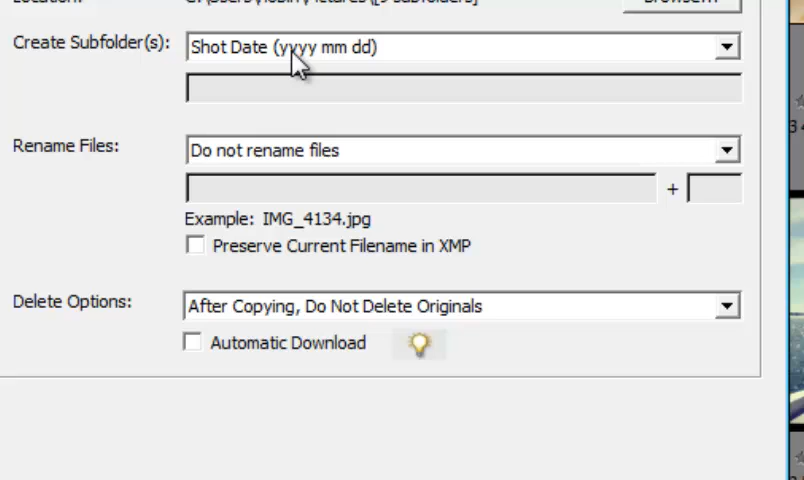 Create Subfolder(s): Shot Date (yyyy mm dd)
Rename Files: Do not rename files
+
Example: IMG_4134.jpg
Preserve Current Filename in XMP
Delete Options: After Copying, Do Not Delete Originals
Automatic Download